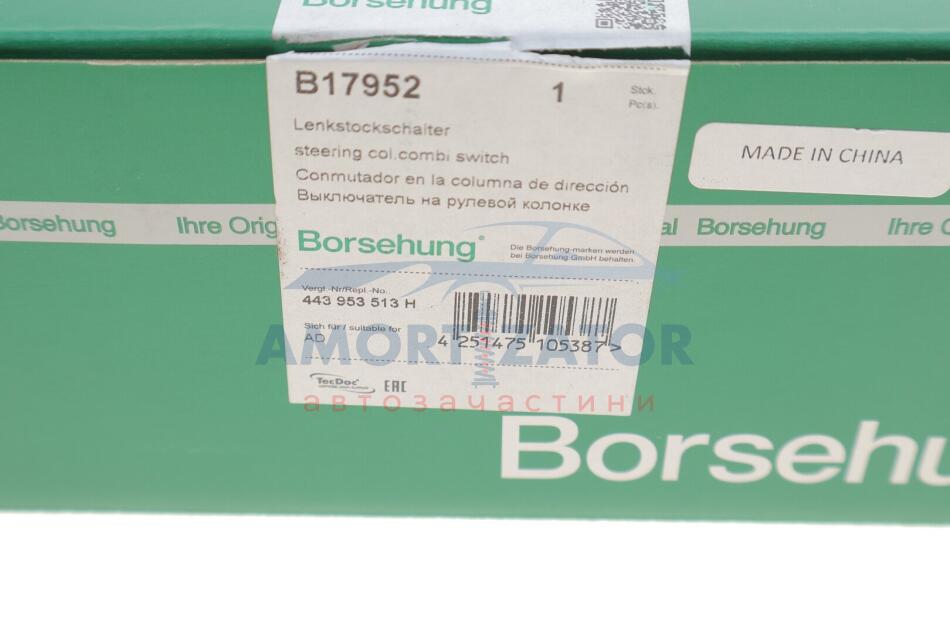 Borsehung
B17952
1
Stck.
Pc(s).
Lenkstockschalter
steering col.combi switch
Conmutador en la columna de dirección
Выключатель на рулевой колонке
MADE IN CHINA
Borsehung
Ihre Orig
al Borsehung
Ihre O
Borsehung®
Die Borsehung-marken werden
bei Borsehung GmbH behalten.
Vergl.-Nr/Repl.-No.:
443 953 513 H
Sich für / suitable for
AD
4 251475 105387 >
AMORTIZATOR
TecDoc
EAC
автозачастини
Borsehu